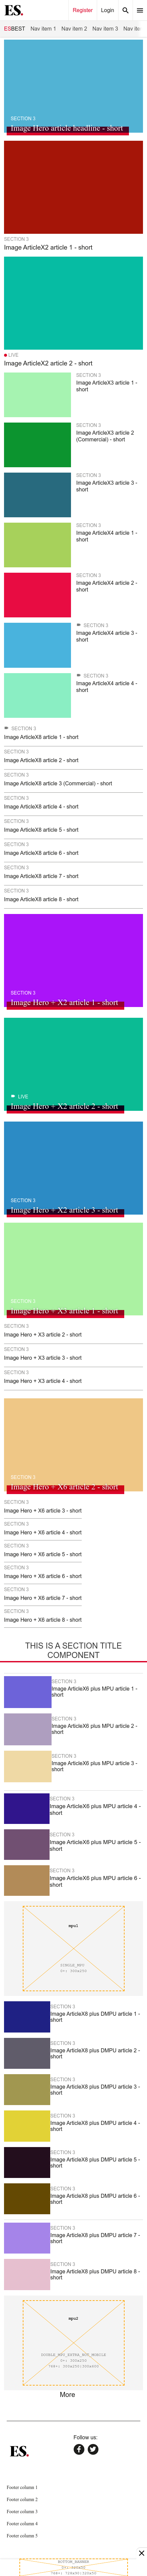 ES.
Register
Login
ES BEST
Nav item 1
Nav item 2
Nav item 3
SECTION 3
Image Hero article headline - short
SECTION 3
Image ArticleX2 article 1 - short
LIVE
Image ArticleX2 article 2 - short
SECTION 3
Image ArticleX3 article 1 -
short
SECTION 3
Image ArticleX3 article 2
(Commercial) - short
SECTION 3
Image ArticleX3 article 3 -
short
SECTION 3
Image ArticleX4 article 1 -
short
SECTION 3
Image ArticleX4 article 2 -
short
SECTION 3
Image ArticleX4 article 3 -
short
SECTION 3
Image ArticleX4 article 4 -
short
SECTION 3
Image ArticleX8 article 1 - short
SECTION 3
Image ArticleX8 article 2 - short
SECTION 3
Image ArticleX8 article 3 (Commercial) - short
SECTION 3
Image ArticleX8 article 4 - short
SECTION 3
Image ArticleX8 article 5 - short
SECTION 3
Image ArticleX8 article 6 - short
SECTION 3
Image ArticleX8 article 7 - short
SECTION 3
Image ArticleX8 article 8 - short
SECTION 3
Image Hero + X2 article 1 - short
LIVE
Image Hero + X2 article 2 - short
SECTION 3
Image Hero + X2 article 3 - short
SECTION 3
Image Hero + X3 article 1 - short
SECTION 3
Image Hero + X3 article 2 - short
SECTION 3
Image Hero + X3 article 3 - short
SECTION 3
Image Hero + X3 article 4 - short
SECTION 3
Image Hero + X6 article 2 - short
SECTION 3
Image Hero + X6 article 3 - short
SECTION 3
Image Hero + X6 article 4 - short
SECTION 3
Image Hero + X6 article 5 - short
SECTION 3
Image Hero + X6 article 6 - short
SECTION 3
Image Hero + X6 article 7 - short
SECTION 3
Image Hero + X6 article 8 - short
THIS IS A SECTION TITLE
COMPONENT
SECTION 3
Image ArticleX6 plus MPU article 1 -
short
SECTION 3
Image ArticleX6 plus MPU article 2 -
short
SECTION 3
Image ArticleX6 plus MPU article 3 -
short
SECTION 3
Image ArticleX6 plus MPU article 4 -
short
SECTION 3
Image ArticleX6 plus MPU article 5 -
short
SECTION 3
Image ArticleX6 plus MPU article 6 -
short
mpu1
SECTION 3
Image ArticleX8 plus DMPU article 1 -
short
SECTION 3
Image ArticleX8 plus DMPU article 2 -
short
SECTION 3
Image ArticleX8 plus DMPU article 3 -
short
SECTION 3
Image ArticleX8 plus DMPU article 4 -
short
SECTION 3
Image ArticleX8 plus DMPU article 5 -
short
SECTION 3
Image ArticleX8 plus DMPU article 6 -
short
SECTION 3
Image ArticleX8 plus DMPU article 7 -
short
SECTION 3
Image ArticleX8 plus DMPU article 8 -
short
mpu2
More
Follow us:
ES.
Footer column 1
Footer column 2
Footer column 3
Footer column 4
Footer column 5